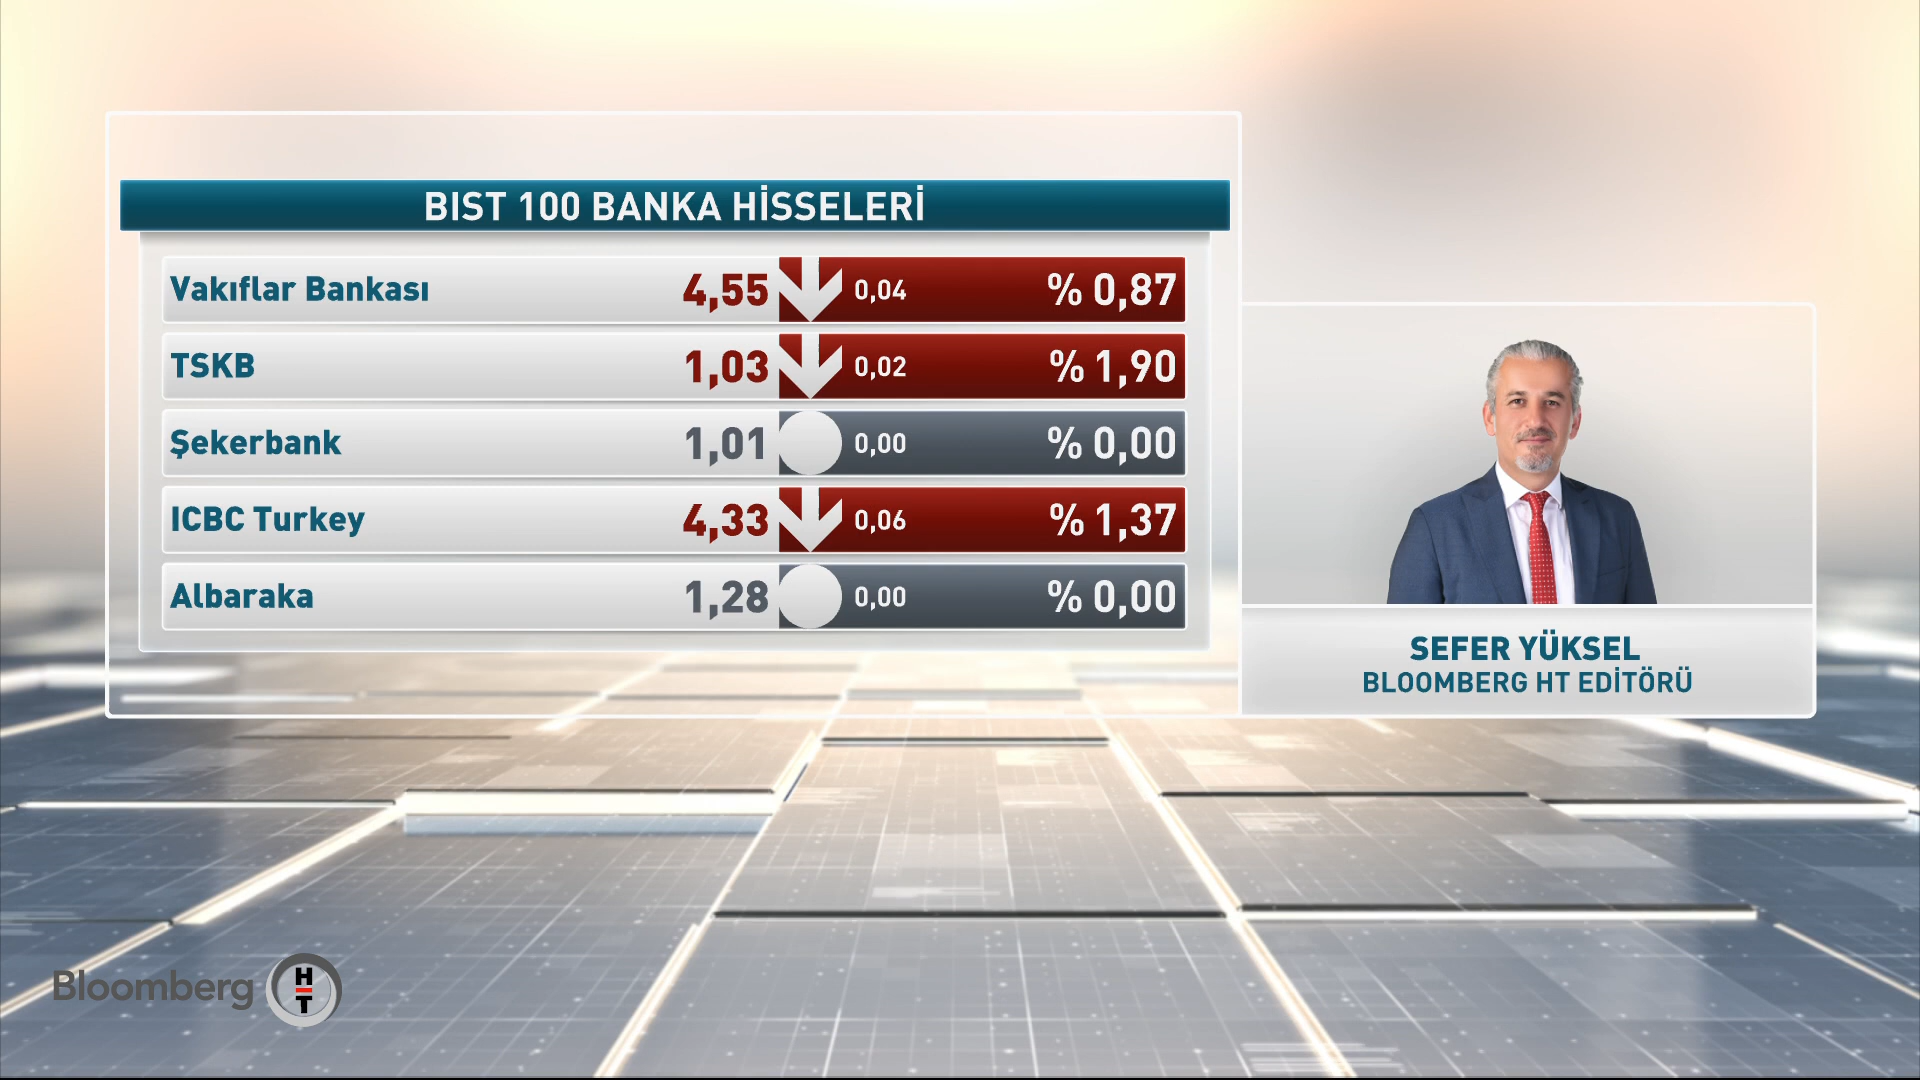 BIST 100 BANKA HİSSELERİ
Vakıflar Bankası 4,55 0,04 % 0,87
TSKB 1,03 0,02 % 1,90
Şekerbank 1,01 0,00 % 0,00
ICBC Turkey 4,33 0,06 % 1,37
Albaraka 1,28 0,00 % 0,00
SEFER YÜKSEL
BLOOMBERG HT EDİTÖRÜ
Bloomberg HT